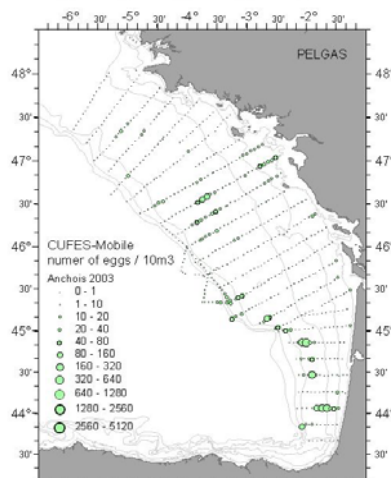 -6° 30' -5° 30' -4° 30' -3° 30' -2° 30' -1° 30'
PELGAS
48°
30'
47°
30'
46°
30'
45°
30'
44°
30'
48°
30'
47°
30'
46°
30'
45°
30'
44°
30'
CUFES-Mobile
numer of eggs / 10m3
Anchois 2003
0 - 1
1 - 10
10 - 20
20 - 40
40 - 80
80 - 160
160 - 320
320 - 640
640 - 1280
1280 - 2560
2560 - 5120